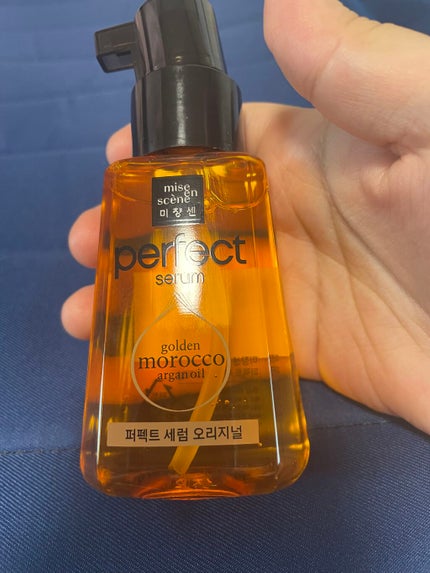 mise
en
scène
미쟝센
perfect
serum
golden
morocco
argan oil
퍼펙트 세럼 오리지널